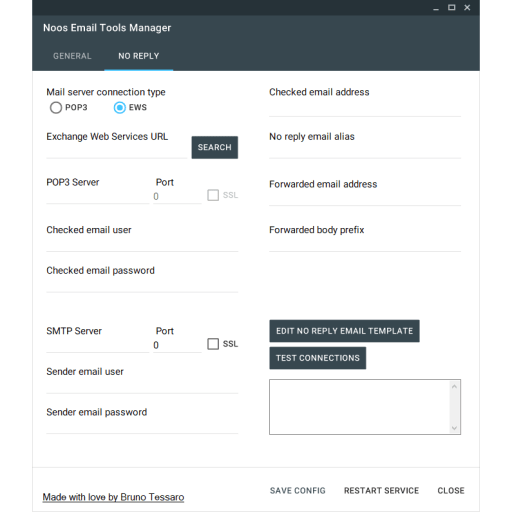 Noos Email Tools Manager
GENERAL NO REPLY
Mail server connection type
POP3 EWS
Exchange Web Services URL
SEARCH
POP3 Server Port
0 SSL
Checked email user
Checked email password
SMTP Server Port
0 SSL
Sender email user
Sender email password
Checked email address
No reply email alias
Forwarded email address
Forwarded body prefix
EDIT NO REPLY EMAIL TEMPLATE
TEST CONNECTIONS
Made with love by Bruno Tessaro
SAVE CONFIG RESTART SERVICE CLOSE